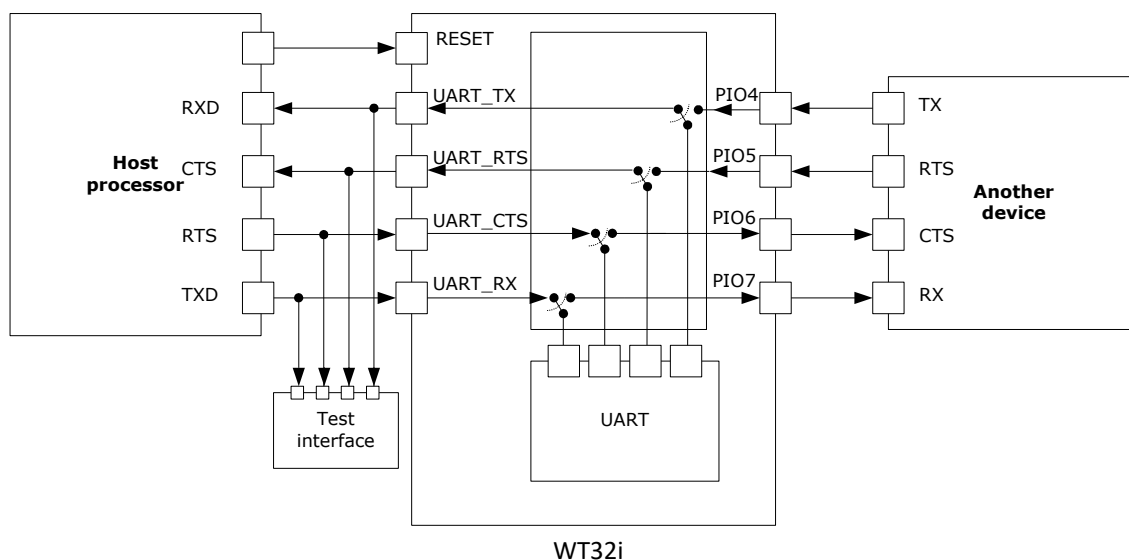 RESET
RXD
UART_TX
PIO4
TX
Host
processor
CTS
UART_RTS
PIO5
RTS
Another
device
RTS
UART_CTS
PIO6
CTS
TXD
UART_RX
PIO7
RX
Test
interface
UART
WT32i